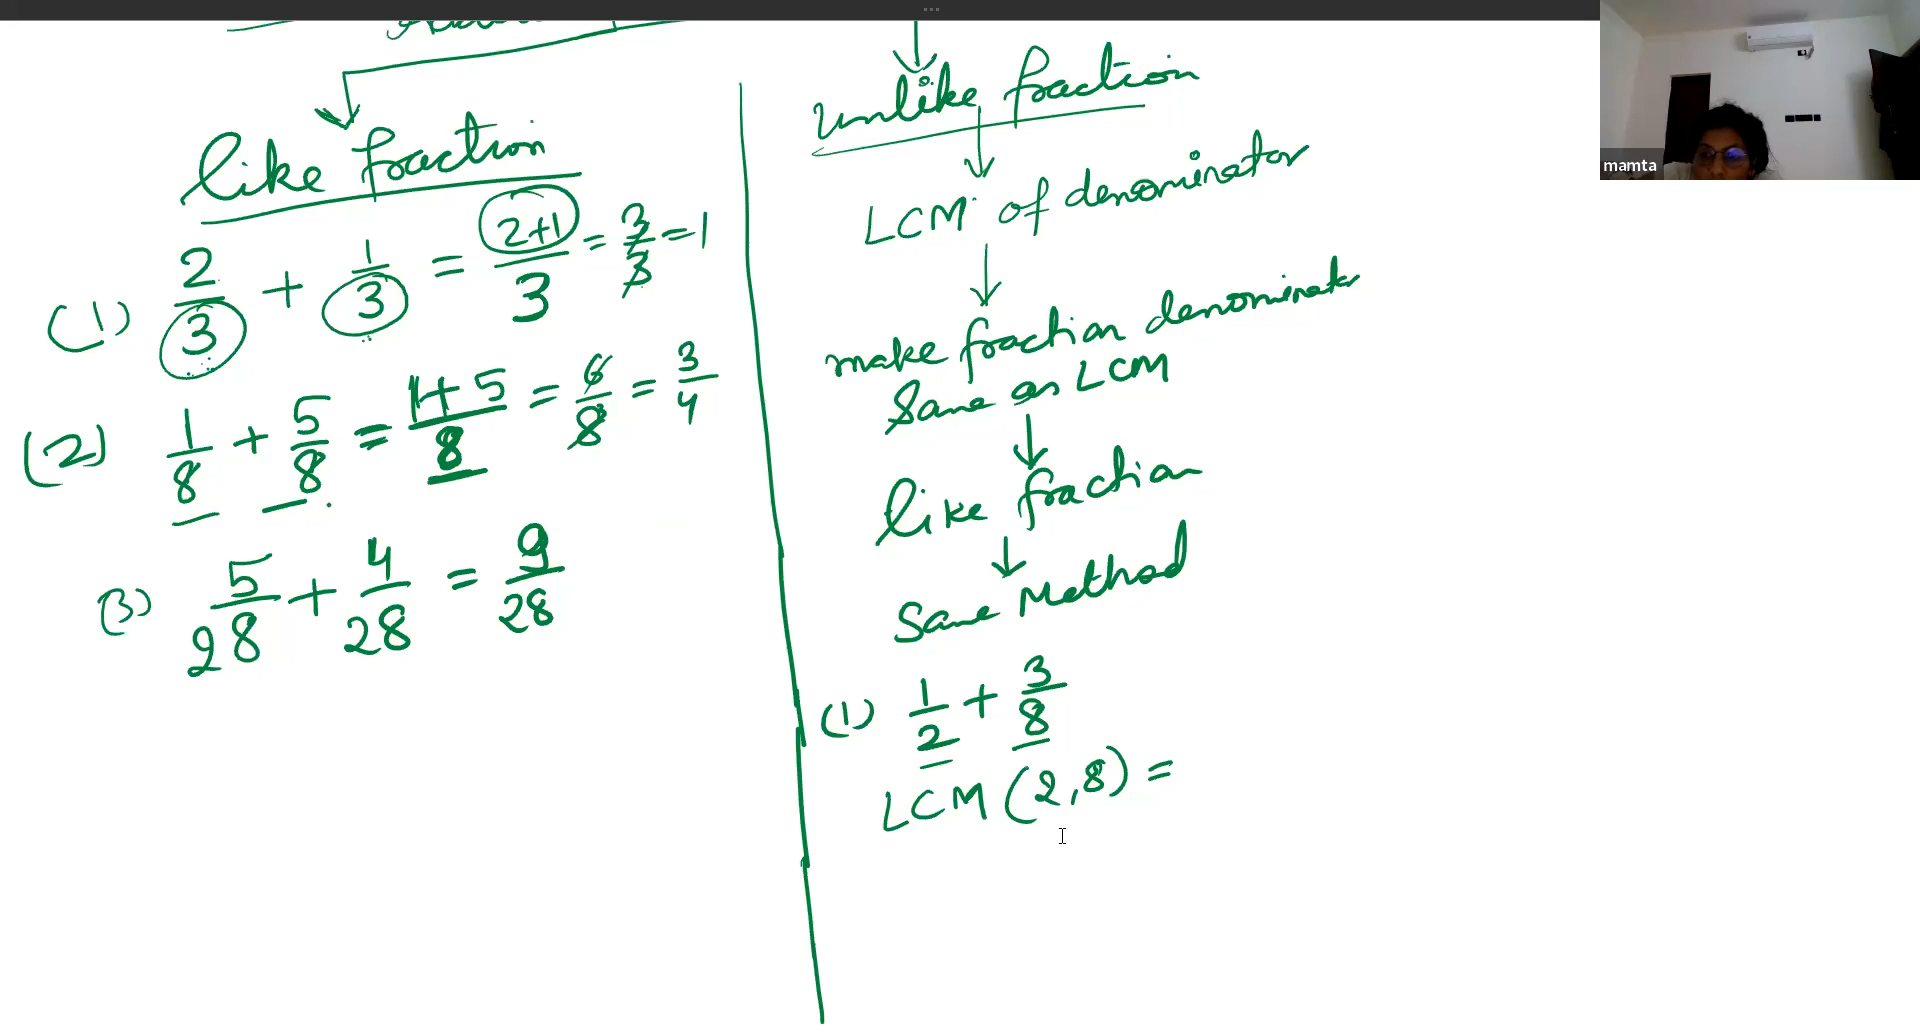 like fraction
(1) 2/3 + 1/3 = 2+1/3 = 3/3 = 1
(2) 1/8 + 5/8 = 1+5/8 = 6/8 = 3/4
(3) 5/28 + 4/28 = 9/28
unlike fraction
LCM of denominator
make fraction denominator
Same as LCM
like fraction
Same Method
(1) 1/2 + 3/8
LCM (2,8) =
mamta